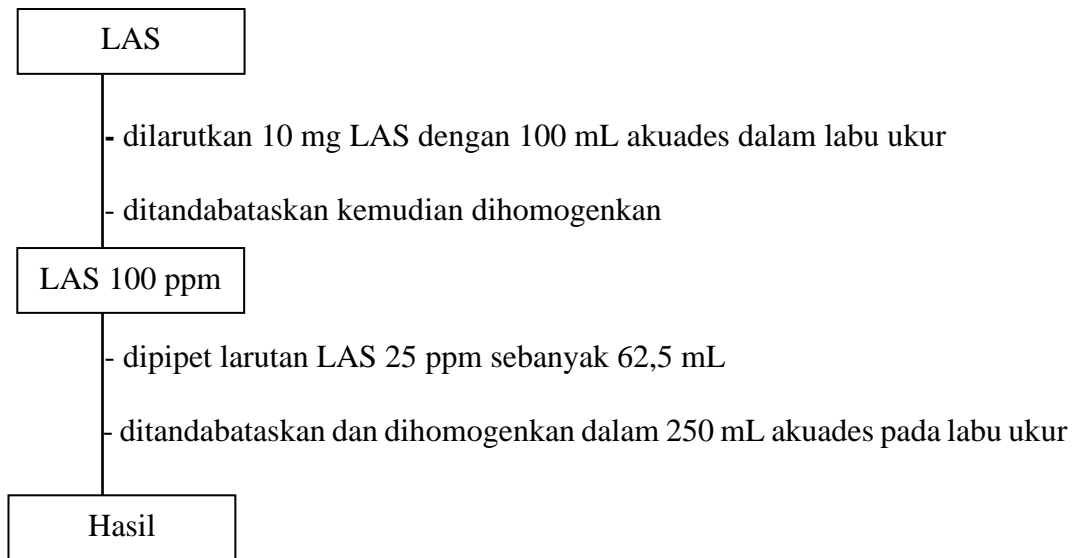 LAS
- dilarutkan 10 mg LAS dengan 100 mL akuades dalam labu ukur
- ditandabataskan kemudian dihomogenkan
LAS 100 ppm
- dipipet larutan LAS 25 ppm sebanyak 62,5 mL
- ditandabataskan dan dihomogenkan dalam 250 mL akuades pada labu ukur
Hasil